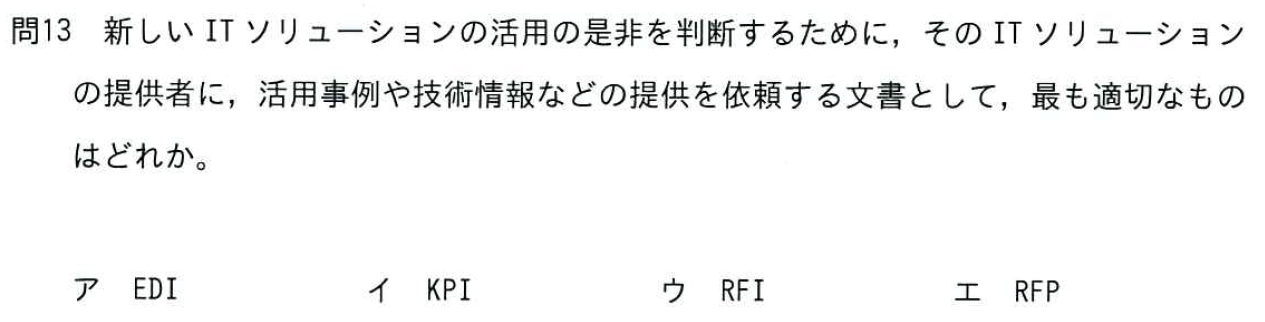 問13 新しい IT ソリューションの活用の是非を判断するために，その IT ソリューション
の提供者に，活用事例や技術情報などの提供を依頼する文書として，最も適切なもの
はどれか。
ア EDI イ KPI ウ RFI エ RFP